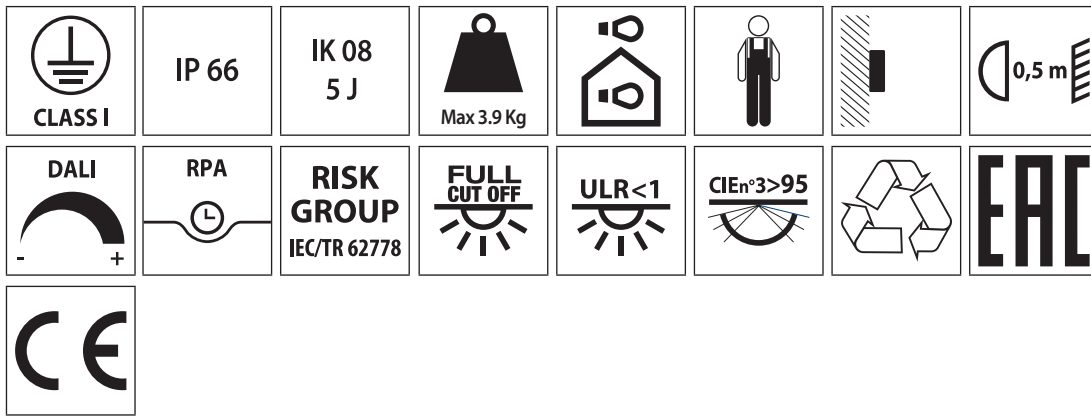 CLASS I
IP 66
IK 08
5 J
Max 3.9 Kg
0,5 m
DALI
- +
RPA
RISK
GROUP
IEC/TR 62778
FULL
CUT OFF
ULR<1
CIEn°3>95
EAC
CE